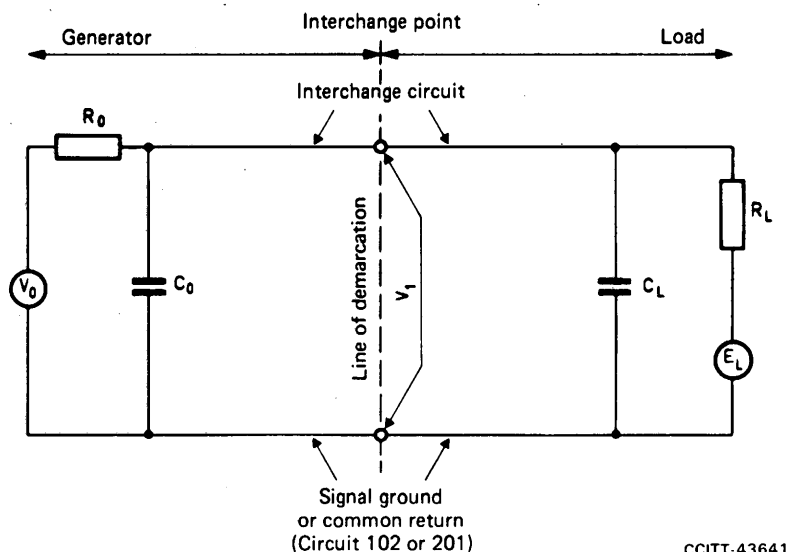 Interchange point
Generator
Load
Interchange circuit
R0
RL
V0
C0
Line of demarcation
V1
CL
EL
Signal ground
or common return
(Circuit 102 or 201)
CCITT-43641